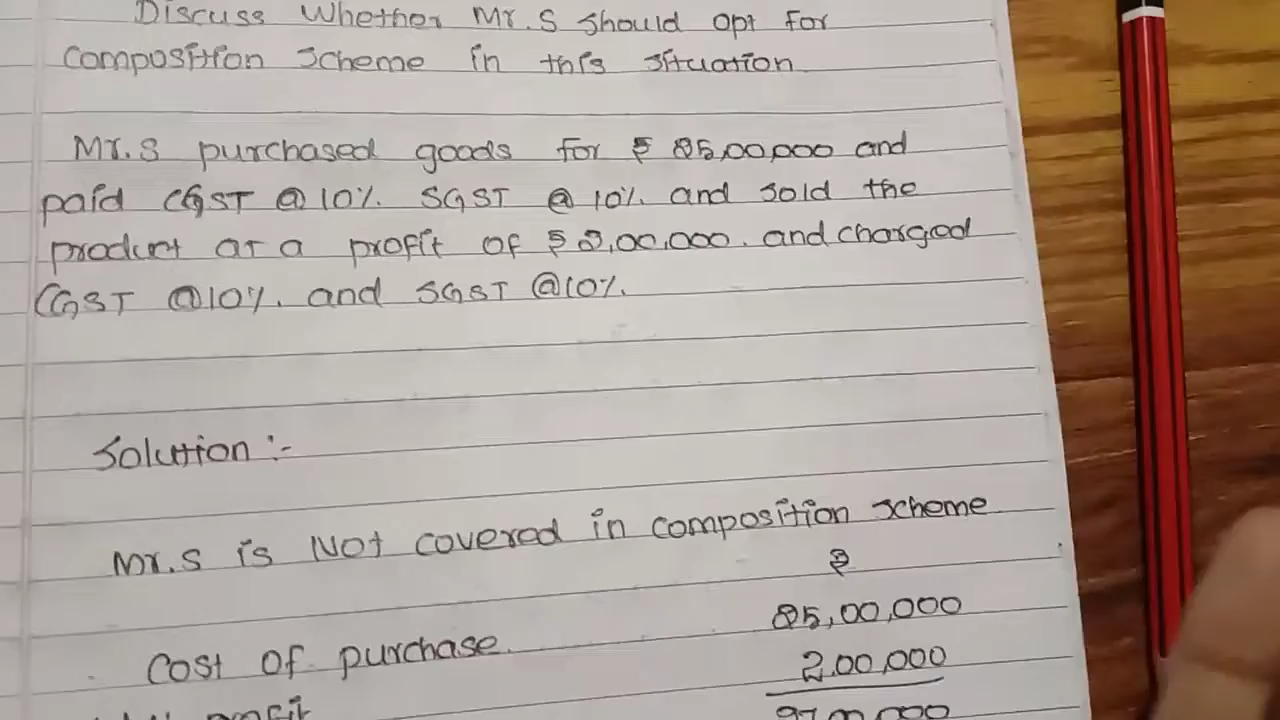 Discuss Whether Mr.S should opt for
composition scheme in this situation
Mr.S purchased goods for ₹ 85,00,000 and
paid CGST @ 10%. SGST @ 10%. and sold the
product at a profit of ₹ 2,00,000. and charged
CGST @10%. and SGST @10%.
Solution :-
Mr.S is Not covered in composition scheme
₹
Cost of purchase 85,00,000
profit 2,00,000